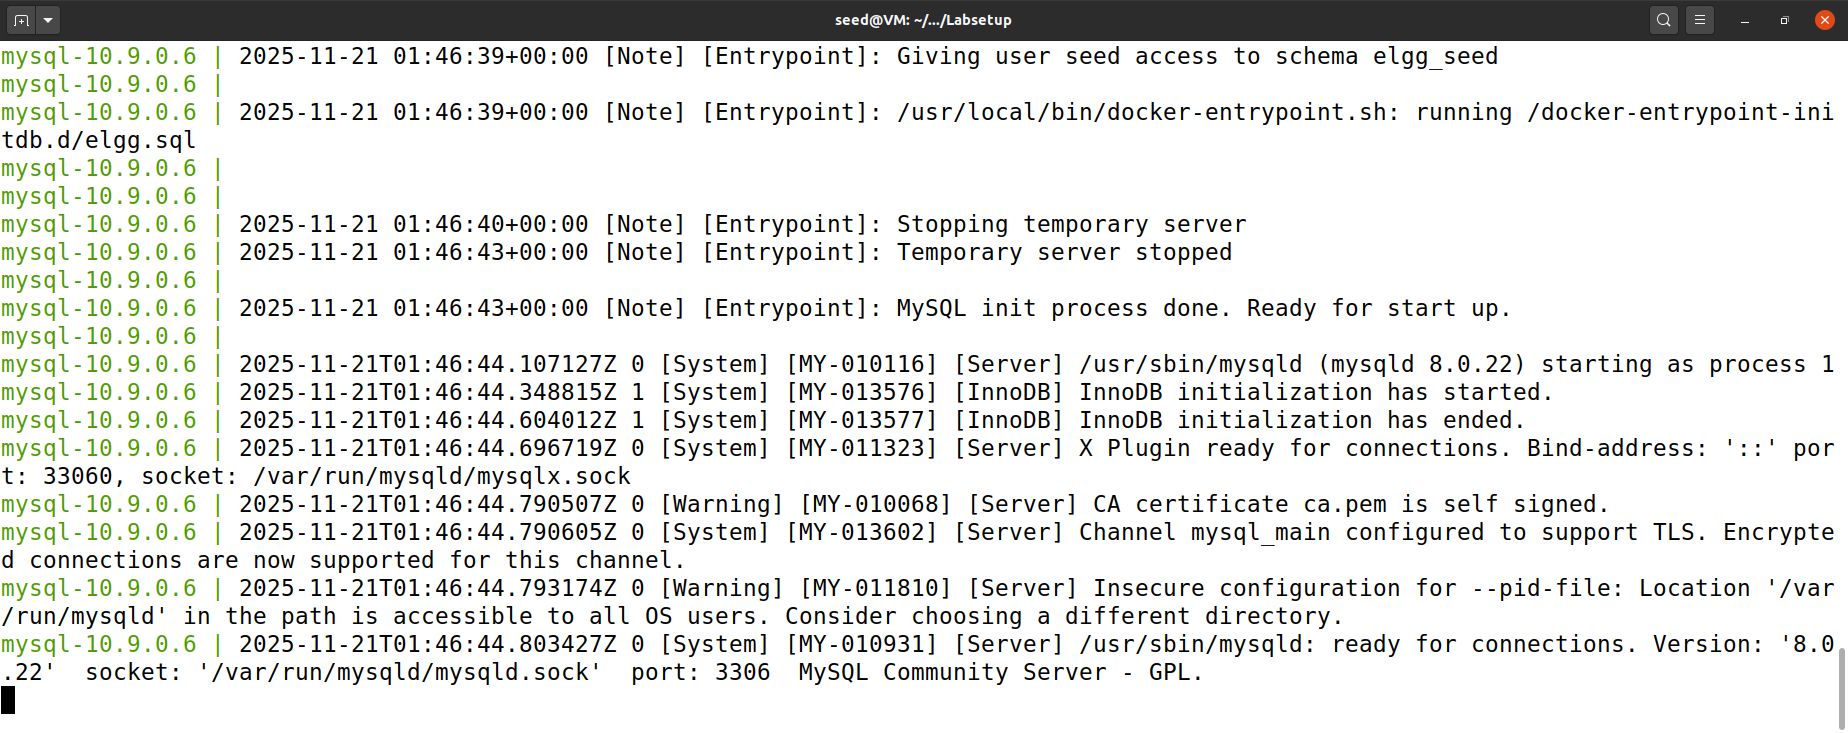 seed@VM: ~/.../Labsetup
mysql-10.9.0.6 | 2025-11-21 01:46:39+00:00 [Note] [Entrypoint]: Giving user seed access to schema elgg_seed
mysql-10.9.0.6 |
mysql-10.9.0.6 | 2025-11-21 01:46:39+00:00 [Note] [Entrypoint]: /usr/local/bin/docker-entrypoint.sh: running /docker-entrypoint-ini
tdb.d/elgg.sql
mysql-10.9.0.6 |
mysql-10.9.0.6 |
mysql-10.9.0.6 | 2025-11-21 01:46:40+00:00 [Note] [Entrypoint]: Stopping temporary server
mysql-10.9.0.6 | 2025-11-21 01:46:43+00:00 [Note] [Entrypoint]: Temporary server stopped
mysql-10.9.0.6 |
mysql-10.9.0.6 | 2025-11-21 01:46:43+00:00 [Note] [Entrypoint]: MySQL init process done. Ready for start up.
mysql-10.9.0.6 |
mysql-10.9.0.6 | 2025-11-21T01:46:44.107127Z 0 [System] [MY-010116] [Server] /usr/sbin/mysqld (mysqld 8.0.22) starting as process 1
mysql-10.9.0.6 | 2025-11-21T01:46:44.348815Z 1 [System] [MY-013576] [InnoDB] InnoDB initialization has started.
mysql-10.9.0.6 | 2025-11-21T01:46:44.604012Z 1 [System] [MY-013577] [InnoDB] InnoDB initialization has ended.
mysql-10.9.0.6 | 2025-11-21T01:46:44.696719Z 0 [System] [MY-011323] [Server] X Plugin ready for connections. Bind-address: '::' por
t: 33060, socket: /var/run/mysqld/mysqlx.sock
mysql-10.9.0.6 | 2025-11-21T01:46:44.790507Z 0 [Warning] [MY-010068] [Server] CA certificate ca.pem is self signed.
mysql-10.9.0.6 | 2025-11-21T01:46:44.790605Z 0 [System] [MY-013602] [Server] Channel mysql_main configured to support TLS. Encrypte
d connections are now supported for this channel.
mysql-10.9.0.6 | 2025-11-21T01:46:44.793174Z 0 [Warning] [MY-011810] [Server] Insecure configuration for --pid-file: Location '/var
/run/mysqld' in the path is accessible to all OS users. Consider choosing a different directory.
mysql-10.9.0.6 | 2025-11-21T01:46:44.803427Z 0 [System] [MY-010931] [Server] /usr/sbin/mysqld: ready for connections. Version: '8.0
.22'  socket: '/var/run/mysqld/mysqld.sock'  port: 3306  MySQL Community Server - GPL.